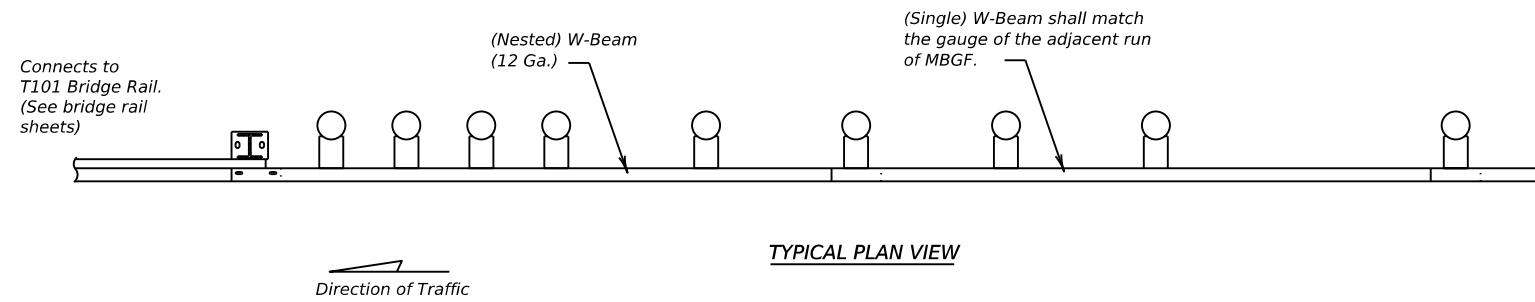 (Single) W-Beam shall match
the gauge of the adjacent run
of MBGF.
(Nested) W-Beam
(12 Ga.)
Connects to
T101 Bridge Rail.
(See bridge rail
sheets)
TYPICAL PLAN VIEW
Direction of Traffic